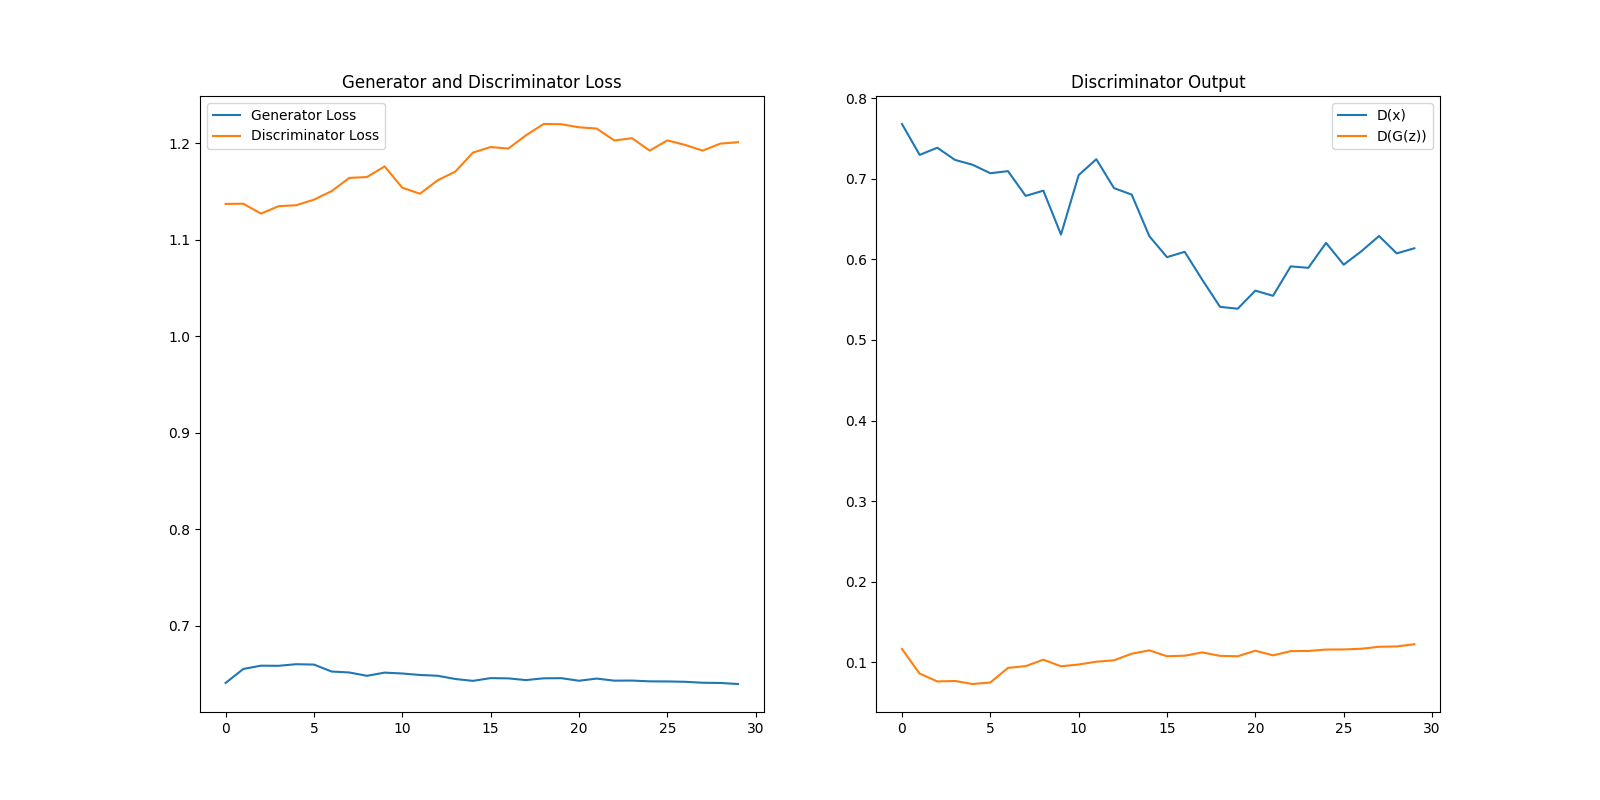 Generator and Discriminator Loss
Generator Loss
Discriminator Loss
1.2
1.1
1.0
0.9
0.8
0.7
0 5 10 15 20 25 30
Discriminator Output
D(x)
D(G(z))
0.8
0.7
0.6
0.5
0.4
0.3
0.2
0.1
0 5 10 15 20 25 30